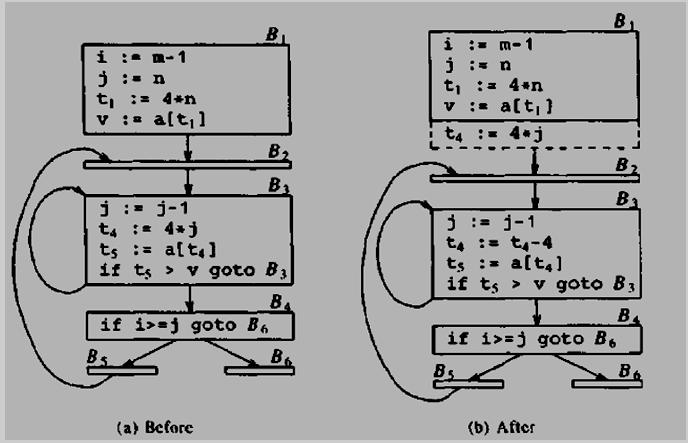 B₁
i := m-1
j := n
t₁ := 4*n
v := a[t₁]
B₂
B₃
j := j-1
t₄ := 4*j
t₅ := a[t₄]
if t₅ > v goto B₃
B₄
if i>=j goto B₆
B₅ B₆
(a) Before
B₁
i := m-1
j := n
t₁ := 4*n
v := a[t₁]
t₄ := 4*j
B₂
B₃
j := j-1
t₄ := t₄-4
t₅ := a[t₄]
if t₅ > v goto B₃
B₄
if i>=j goto B₆
B₅ B₆
(b) After